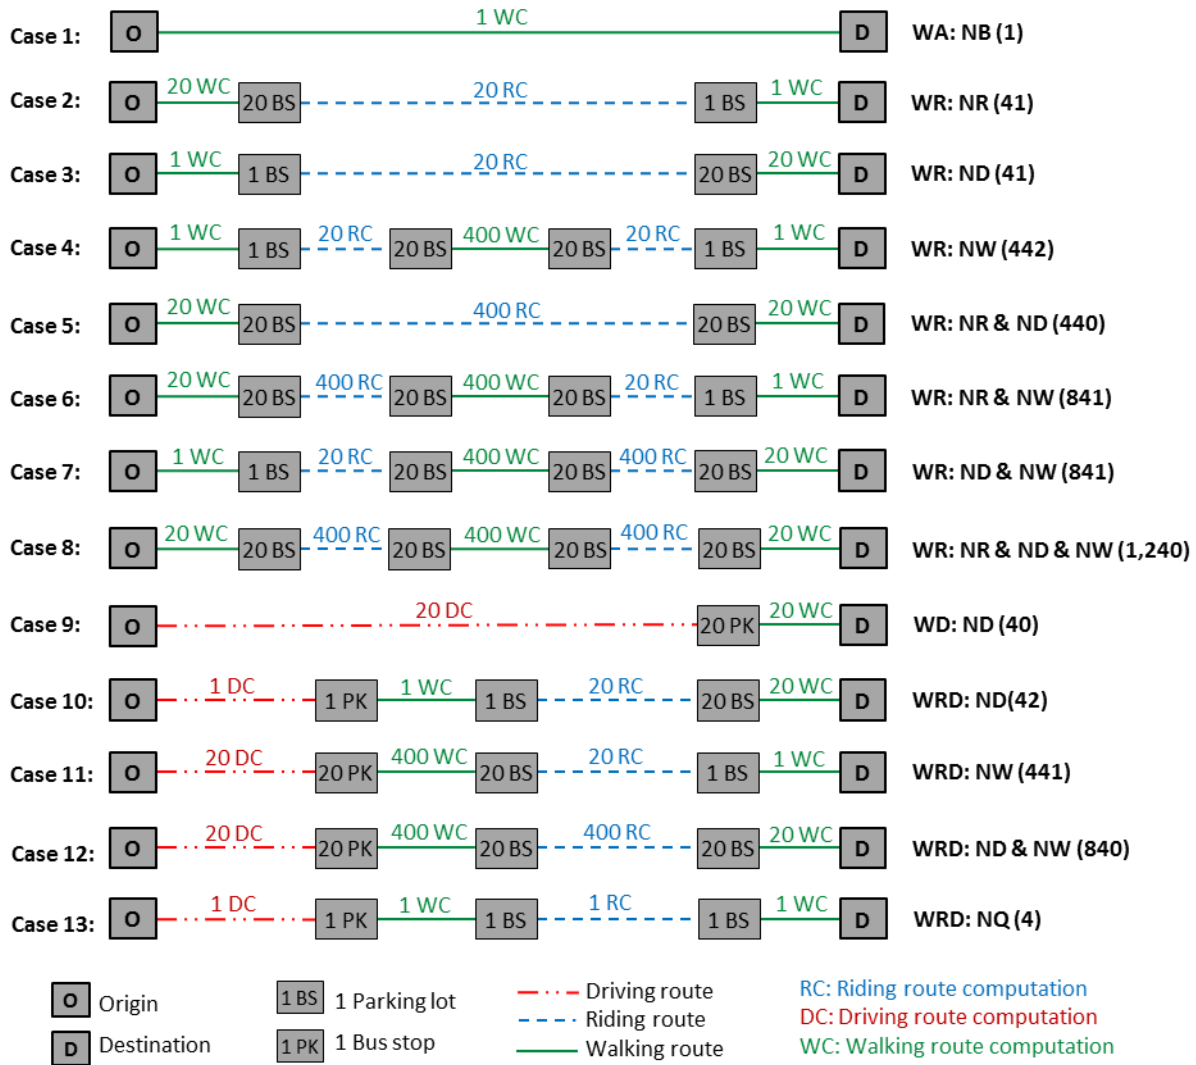 Case 1: O 1 WC D WA: NB (1)
Case 2: O 20 WC 20 BS 20 RC 1 BS 1 WC D WR: NR (41)
Case 3: O 1 WC 1 BS 20 RC 20 BS 20 WC D WR: ND (41)
Case 4: O 1 WC 1 BS 20 RC 20 BS 400 WC 20 BS 20 RC 1 BS 1 WC D WR: NW (442)
Case 5: O 20 WC 20 BS 400 RC 20 BS 20 WC D WR: NR & ND (440)
Case 6: O 20 WC 20 BS 400 RC 20 BS 400 WC 20 BS 20 RC 1 BS 1 WC D WR: NR & NW (841)
Case 7: O 1 WC 1 BS 20 RC 20 BS 400 WC 20 BS 400 RC 20 BS 20 WC D WR: ND & NW (841)
Case 8: O 20 WC 20 BS 400 RC 20 BS 400 WC 20 BS 400 RC 20 BS 20 WC D WR: NR & ND & NW (1,240)
Case 9: O 20 DC 20 PK 20 WC D WD: ND (40)
Case 10: O 1 DC 1 PK 1 WC 1 BS 20 RC 20 BS 20 WC D WRD: ND(42)
Case 11: O 20 DC 20 PK 400 WC 20 BS 20 RC 1 BS 1 WC D WRD: NW (441)
Case 12: O 20 DC 20 PK 400 WC 20 BS 400 RC 20 BS 20 WC D WRD: ND & NW (840)
Case 13: O 1 DC 1 PK 1 WC 1 BS 1 RC 1 BS 1 WC D WRD: NQ (4)
O Origin 1 BS 1 Parking lot Driving route RC: Riding route computation
Riding route DC: Driving route computation
D Destination 1 PK 1 Bus stop Walking route WC: Walking route computation